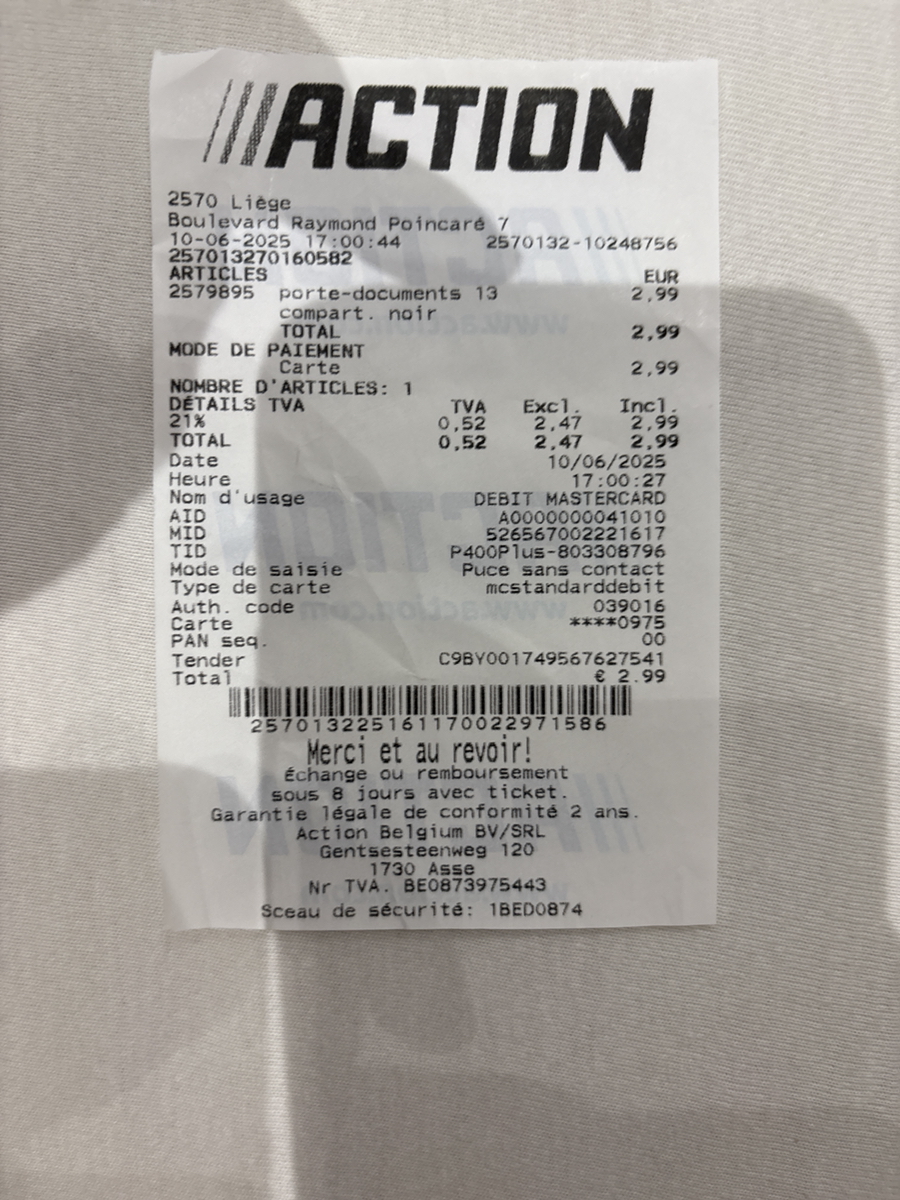 ACTION
2570 Liège
Boulevard Raymond Poincaré 7
10-06-2025 17:00:44 2570132-10248756
257013270160582
ARTICLES EUR
2579895 porte-documents 13 2,99
compart. noir
TOTAL 2,99
MODE DE PAIEMENT
Carte 2,99
NOMBRE D'ARTICLES: 1
DÉTAILS TVA TVA Excl. Incl.
21% 0,52 2,47 2,99
TOTAL 0,52 2,47 2,99
Date 10/06/2025
Heure 17:00:27
Nom d'usage DEBIT MASTERCARD
AID A0000000041010
MID 526567002221617
TID P400Plus-803308796
Mode de saisie Puce sans contact
Type de carte mcstandarddebit
Auth. code 039016
Carte ****0975
PAN seq. 00
Tender C9BY001749567627541
Total € 2.99
257013225161170022971586
Merci et au revoir!
Échange ou remboursement
sous 8 jours avec ticket.
Garantie légale de conformité 2 ans.
Action Belgium BV/SRL
Gentsesteenweg 120
1730 Asse
Nr TVA. BE0873975443
Sceau de sécurité: 1BED0874